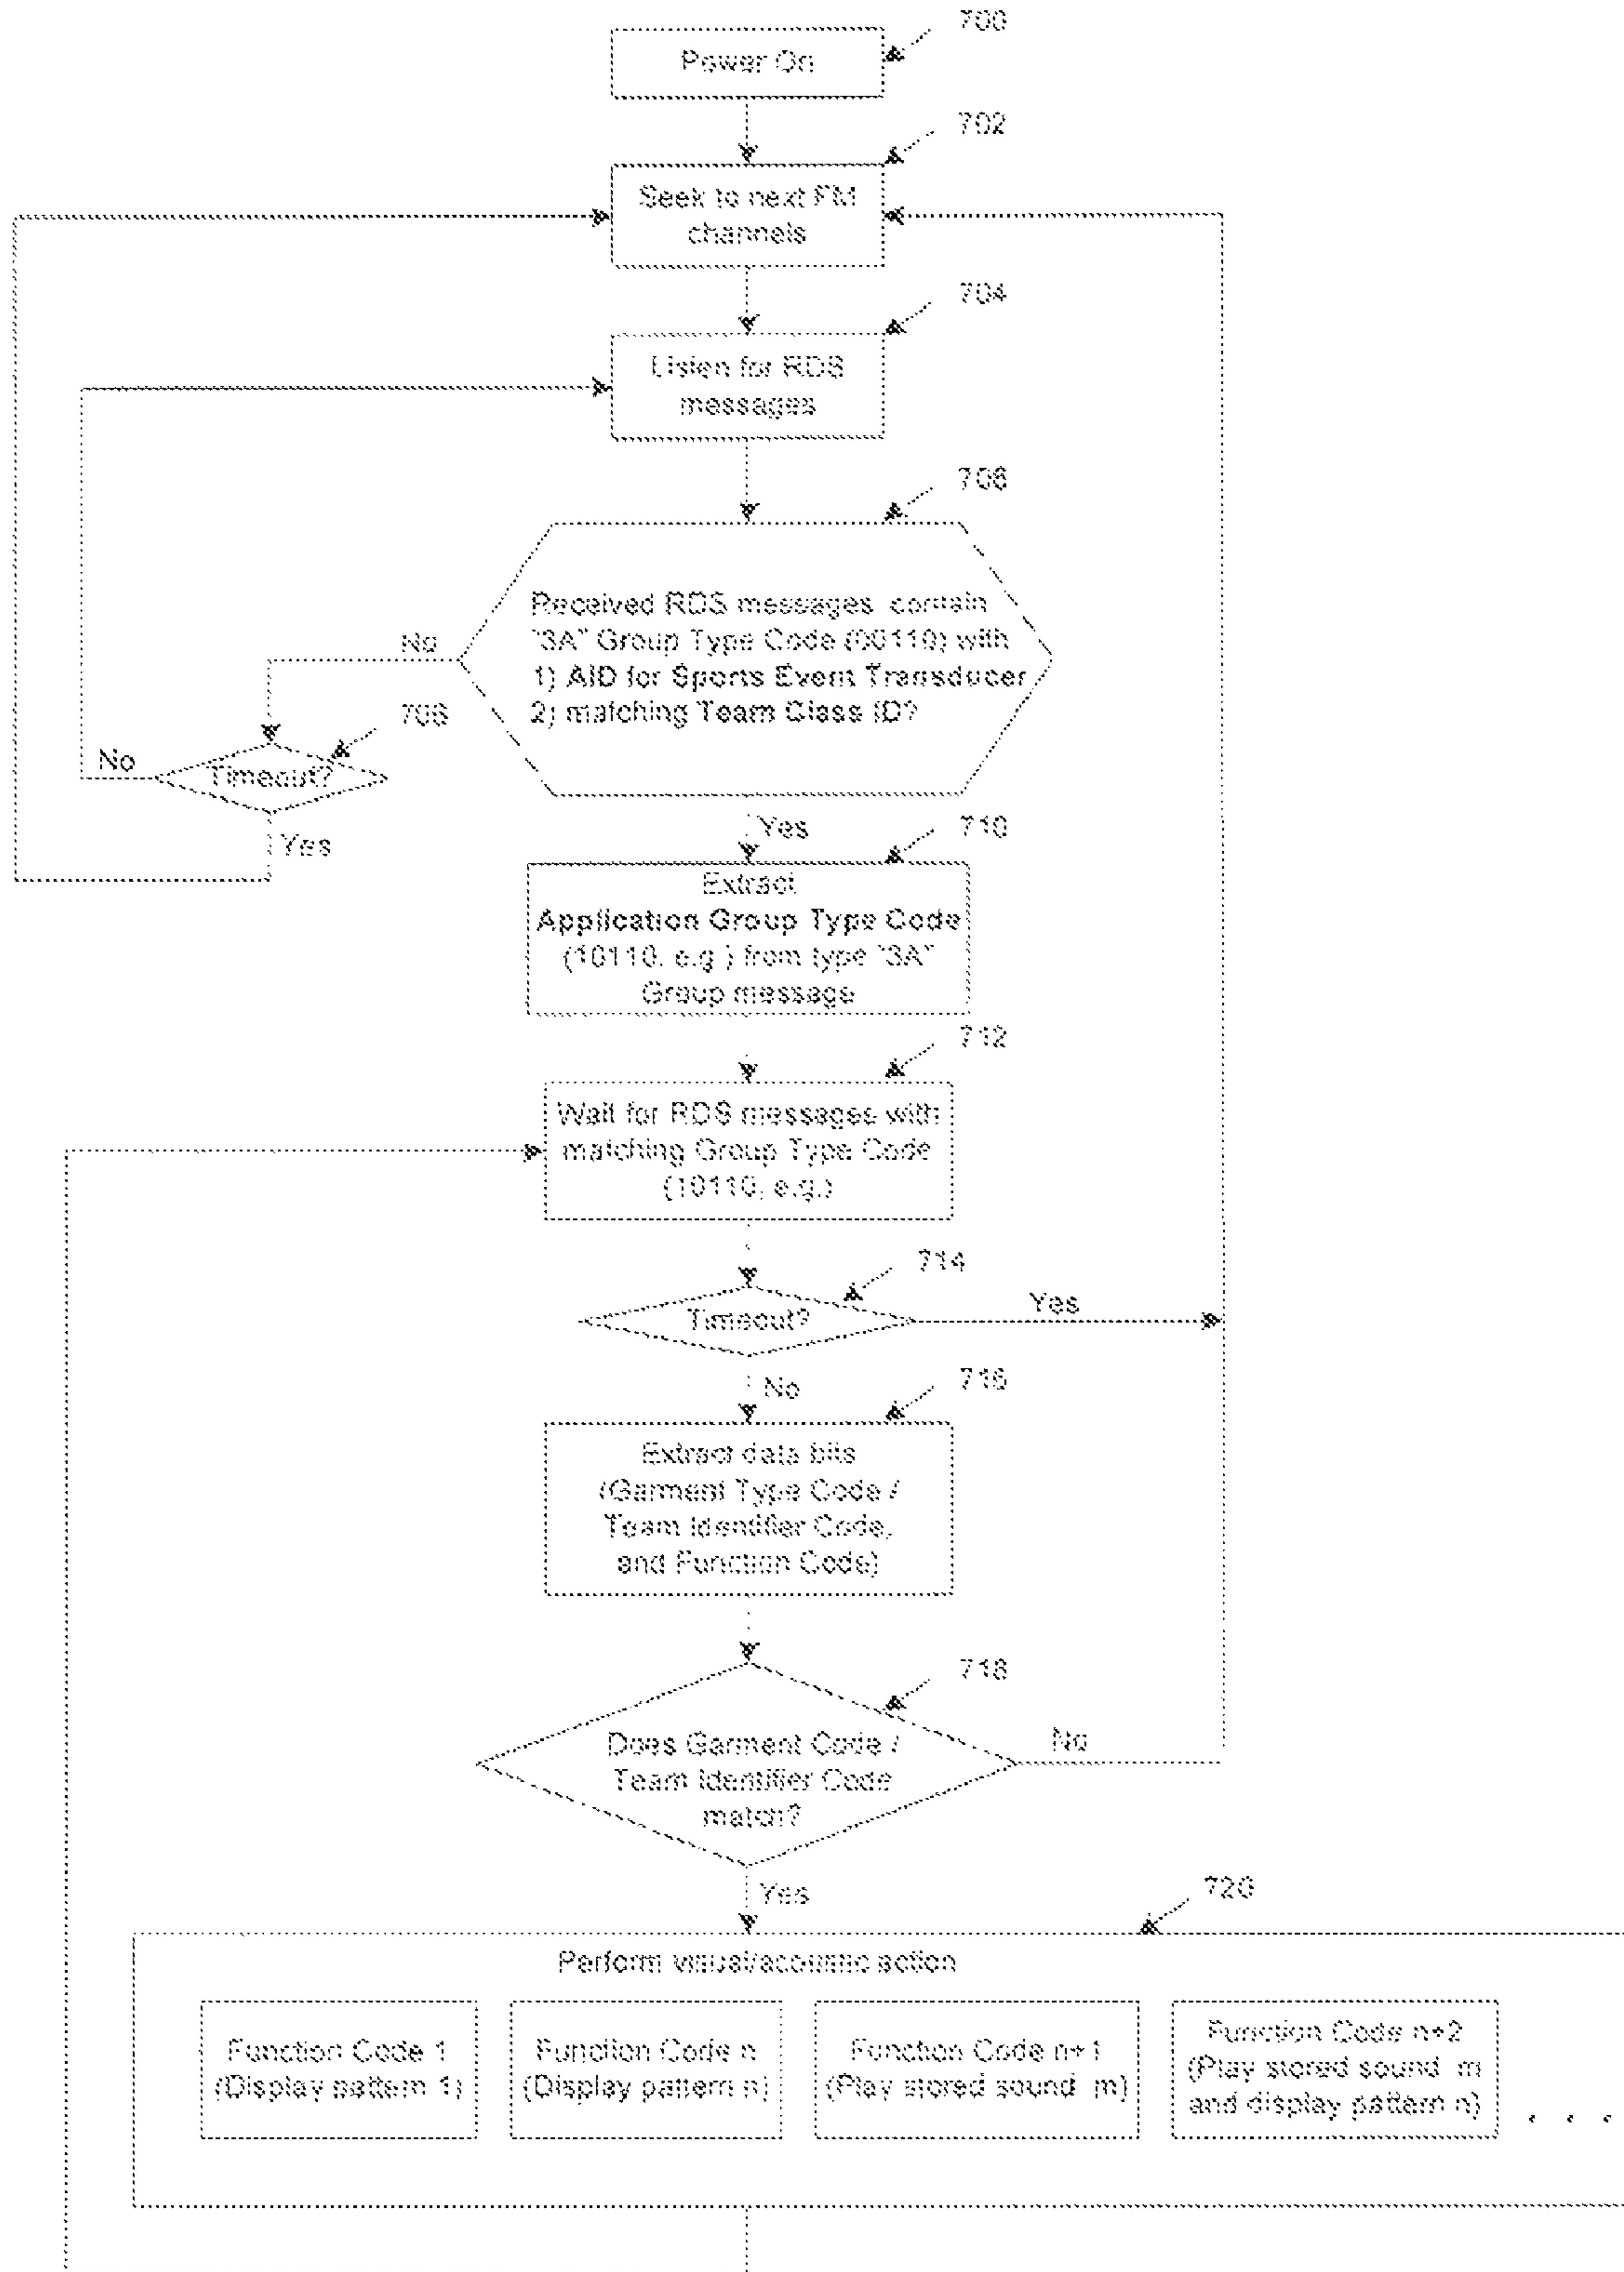 700
Power On
702
Seek to next FM
channels
704
Listen for RDS
messages
706
Received RDS messages contain
"3A" Group Type Code (00110) with
1) AID for Sports Event Transducer
2) matching Team Class ID?
No
708
No
Timeout?
Yes
Yes
710
Extract
Application Group Type Code
(10110, e.g.) from type "3A"
Group message
712
Wait for RDS messages with
matching Group Type Code
(10110, e.g.)
714
Timeout?
Yes
No
716
Extract data bits
(Garment Type Code /
Team Identifier Code,
and Function Code)
718
Does Garment Code /
Team Identifier Code
match?
No
Yes
720
Perform visual/acoustic action
Function Code 1
(Display pattern 1)
Function Code n
(Display pattern n)
Function Code n+1
(Play stored sound m)
Function Code n+2
(Play stored sound m
and display pattern n)
. . .